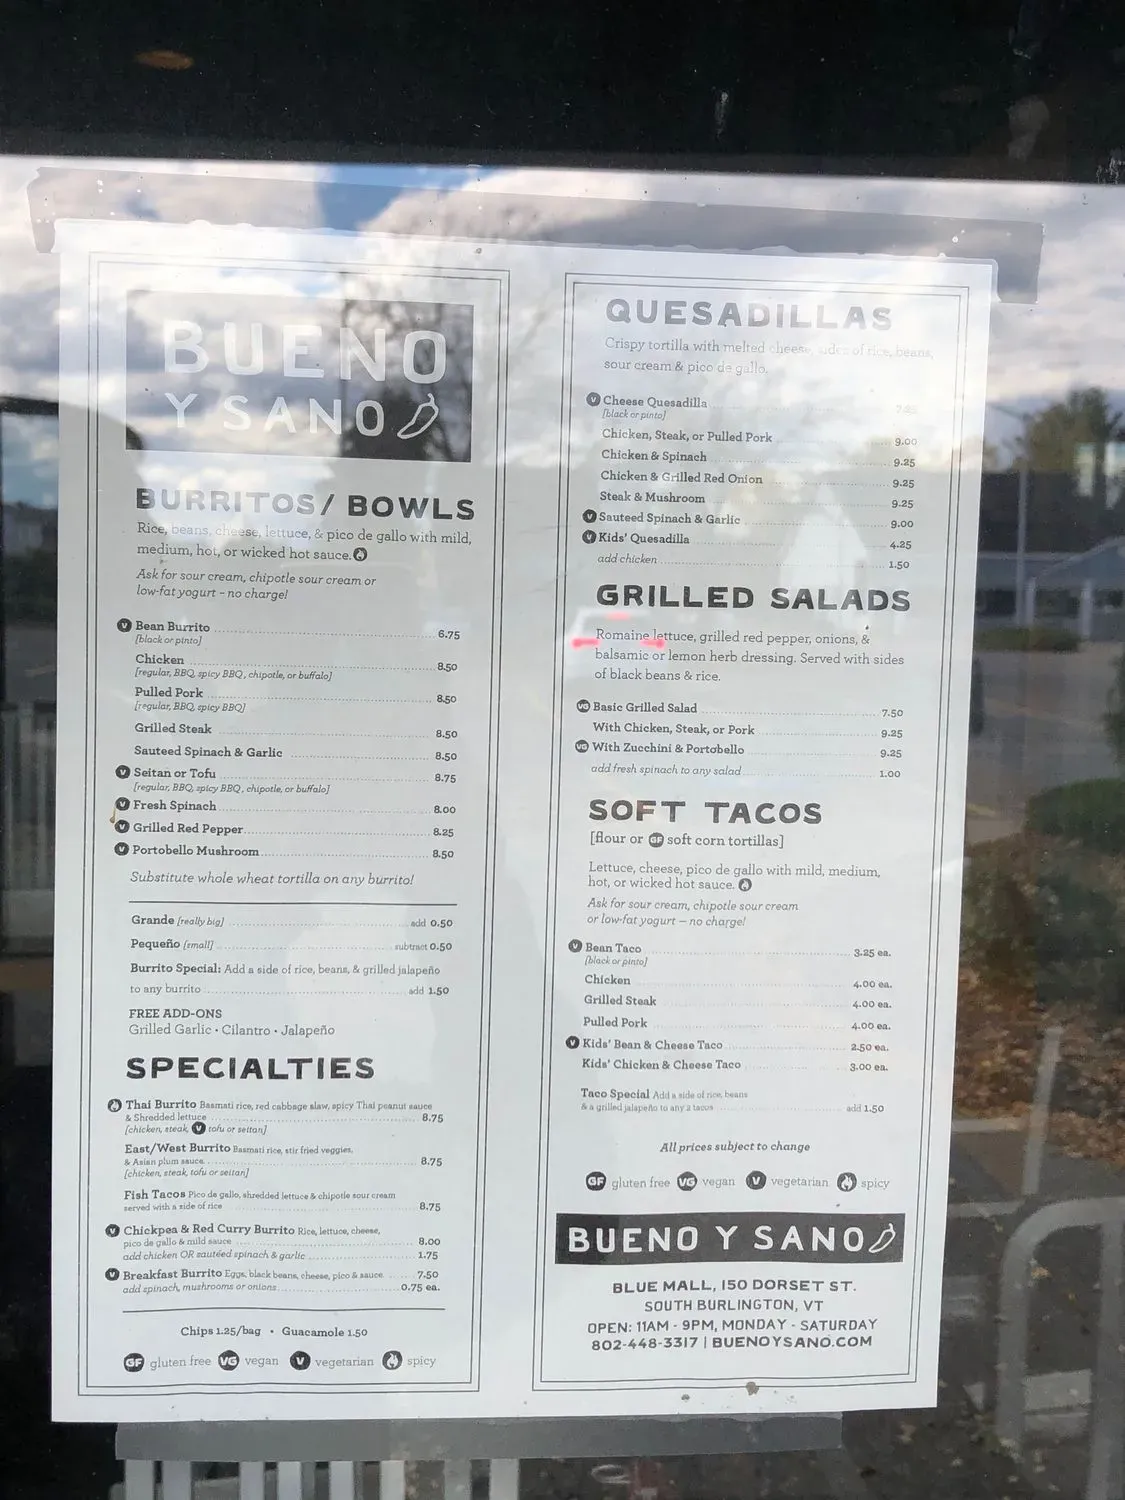 BUENO
Y SANO
BURRITOS/ BOWLS
Rice, beans, cheese, lettuce, & pico de gallo with mild,
medium, hot, or wicked hot sauce.
Ask for sour cream, chipotle sour cream or
low-fat yogurt – no charge!
V Bean Burrito 6.75
[black or pinto]
Chicken 8.50
[regular, BBQ, spicy BBQ, chipotle, or buffalo]
Pulled Pork 8.50
[regular, BBQ, spicy BBQ]
Grilled Steak 8.50
Sauteed Spinach & Garlic 8.50
V Seitan or Tofu 8.75
[regular, BBQ, spicy BBQ, chipotle, or buffalo]
V Fresh Spinach 8.00
V Grilled Red Pepper 8.25
V Portobello Mushroom 8.50
Substitute whole wheat tortilla on any burrito!
Grande [really big] add 0.50
Pequeño [small] subtract 0.50
Burrito Special: Add a side of rice, beans, & grilled jalapeño
to any burrito add 1.50
FREE ADD-ONS
Grilled Garlic • Cilantro • Jalapeño
SPECIALTIES
Thai Burrito Basmati rice, red cabbage slaw, spicy Thai peanut sauce
& Shredded lettuce 8.75
[chicken, steak, V tofu or seitan]
East/West Burrito Basmati rice, stir fried veggies,
& Asian plum sauce 8.75
[chicken, steak, tofu or seitan]
Fish Tacos Pico de gallo, shredded lettuce & chipotle sour cream
served with a side of rice 8.75
V Chickpea & Red Curry Burrito Rice, lettuce, cheese,
pico de gallo & mild sauce 8.00
add chicken OR sautéed spinach & garlic 1.75
V Breakfast Burrito Eggs, black beans, cheese, pico & sauce 7.50
add spinach, mushrooms or onions 0.75 ea.
Chips 1.25/bag • Guacamole 1.50
GF gluten free VG vegan V vegetarian spicy
QUESADILLAS
Crispy tortilla with melted cheese, sides of rice, beans,
sour cream & pico de gallo.
V Cheese Quesadilla
[black or pinto]
Chicken, Steak, or Pulled Pork 9.00
Chicken & Spinach 9.25
Chicken & Grilled Red Onion 9.25
Steak & Mushroom 9.25
V Sauteed Spinach & Garlic 9.00
V Kids' Quesadilla 4.25
add chicken 1.50
GRILLED SALADS
Romaine lettuce, grilled red pepper, onions, &
balsamic or lemon herb dressing. Served with sides
of black beans & rice.
VG Basic Grilled Salad 7.50
With Chicken, Steak, or Pork 9.25
VG With Zucchini & Portobello 9.25
add fresh spinach to any salad 1.00
SOFT TACOS
[flour or GF soft corn tortillas]
Lettuce, cheese, pico de gallo with mild, medium,
hot, or wicked hot sauce.
Ask for sour cream, chipotle sour cream
or low-fat yogurt – no charge!
V Bean Taco 3.25 ea.
[black or pinto]
Chicken 4.00 ea.
Grilled Steak 4.00 ea.
Pulled Pork 4.00 ea.
V Kids' Bean & Cheese Taco 2.50 ea.
Kids' Chicken & Cheese Taco 3.00 ea.
Taco Special Add a side of rice, beans
& a grilled jalapeño to any 2 tacos add 1.50
All prices subject to change
GF gluten free VG vegan V vegetarian spicy
BUENO Y SANO
BLUE MALL, 150 DORSET ST.
SOUTH BURLINGTON, VT
OPEN: 11AM - 9PM, MONDAY - SATURDAY
802-448-3317 | BUENOYSANO.COM